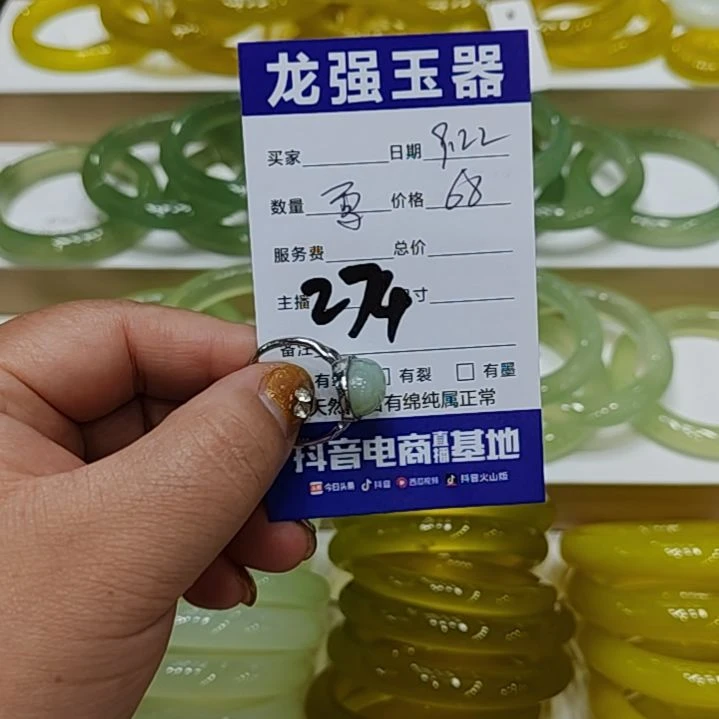 龙强玉器
买家 日期 9.22
数量 价格 68
服务费 总价
主播 274 寸
备注
有裂 有墨
天然 有绵纯属正常
抖音电商直播基地
今日头条 抖音 西瓜视频 抖音火山版